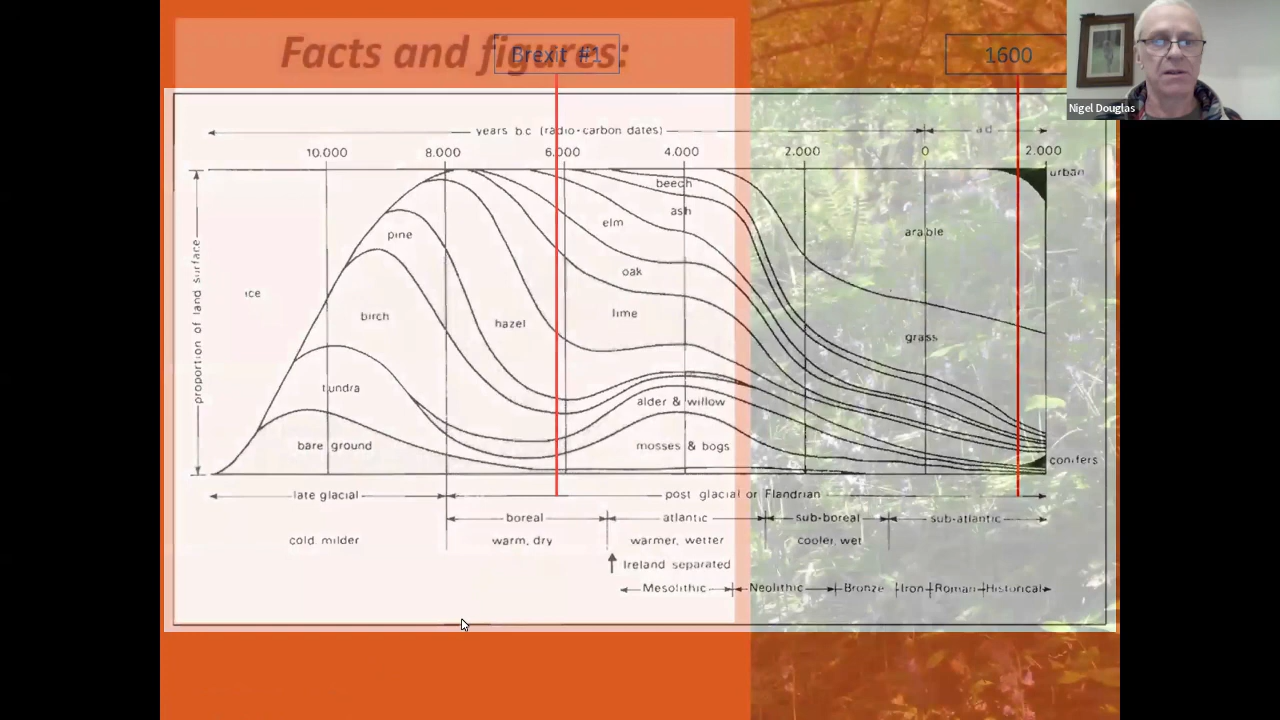 Facts and figures:
Brexit #1
1600
Nigel Douglas
years b.c (radio-carbon dates)
a d
10.000 8.000 6.000 4.000 2.000 0 2.000
urban
beech
ash
elm
arable
pine
oak
ice
lime
birch
hazel
grass
proportion of land surface
tundra
alder & willow
bare ground
mosses & bogs
conifers
late glacial
post glacial or Flandrian
boreal
atlantic
sub-boreal
sub-atlantic
cold milder
warm, dry
warmer, wetter
cooler, wet
Ireland separated
Mesolithic Neolithic Bronze Iron Roman Historical